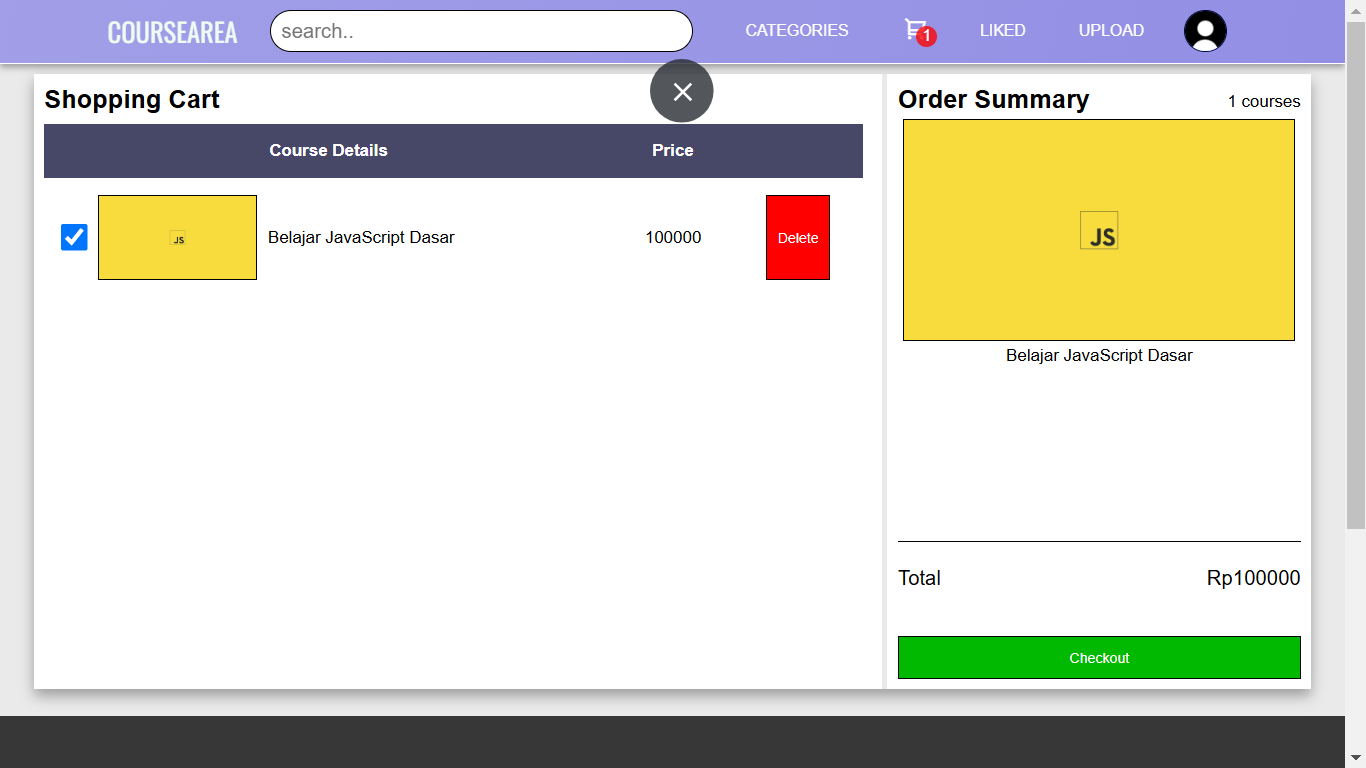 COURSEAREA
search..
CATEGORIES
1
LIKED
UPLOAD
Shopping Cart
Course Details
Price
JS
Belajar JavaScript Dasar
100000
Delete
Order Summary
1 courses
JS
Belajar JavaScript Dasar
Total
Rp100000
Checkout